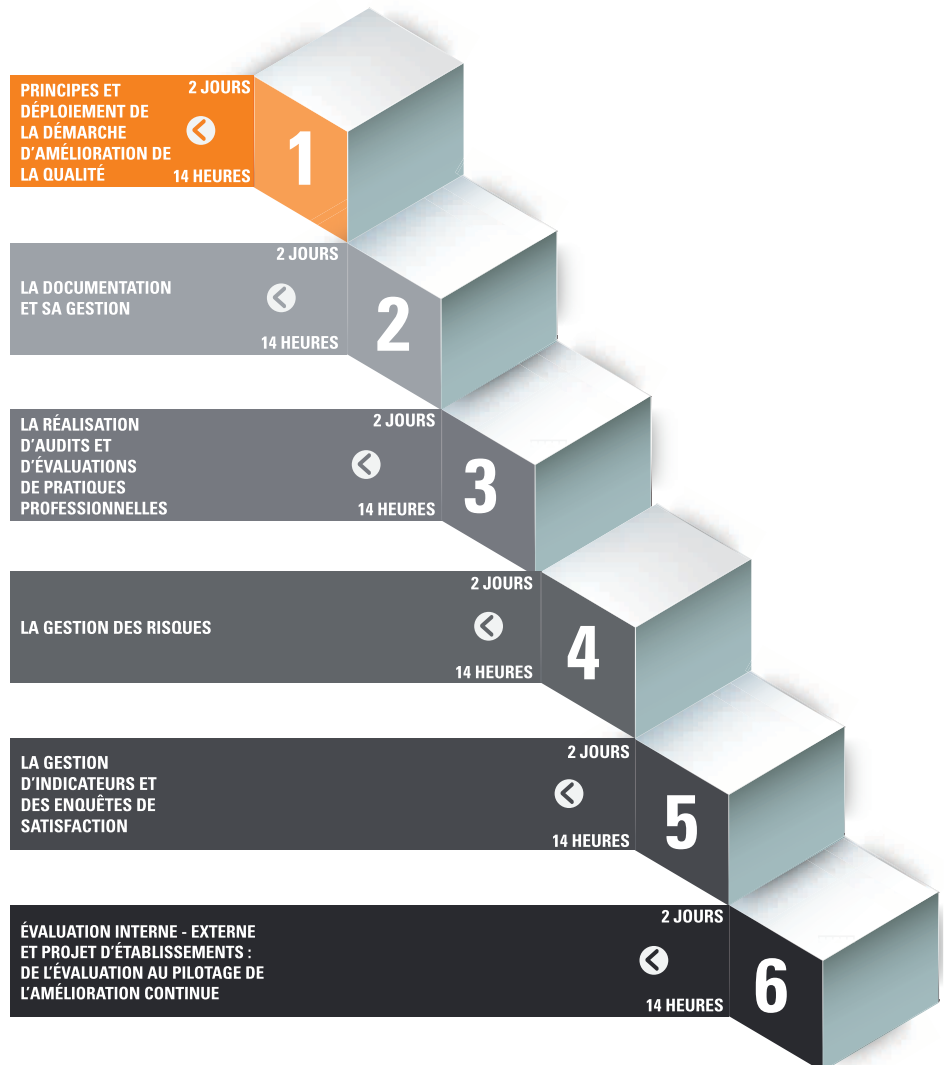 PRINCIPES ET
DÉPLOIEMENT DE
LA DÉMARCHE
D'AMÉLIORATION DE
LA QUALITÉ
2 JOURS
14 HEURES
1
LA DOCUMENTATION
ET SA GESTION
2 JOURS
14 HEURES
2
LA RÉALISATION
D'AUDITS ET
D'ÉVALUATIONS
DE PRATIQUES
PROFESSIONNELLES
2 JOURS
14 HEURES
3
LA GESTION DES RISQUES
2 JOURS
14 HEURES
4
LA GESTION
D'INDICATEURS ET
DES ENQUÊTES DE
SATISFACTION
2 JOURS
14 HEURES
5
ÉVALUATION INTERNE - EXTERNE
ET PROJET D'ÉTABLISSEMENTS :
DE L'ÉVALUATION AU PILOTAGE DE
L'AMÉLIORATION CONTINUE
2 JOURS
14 HEURES
6